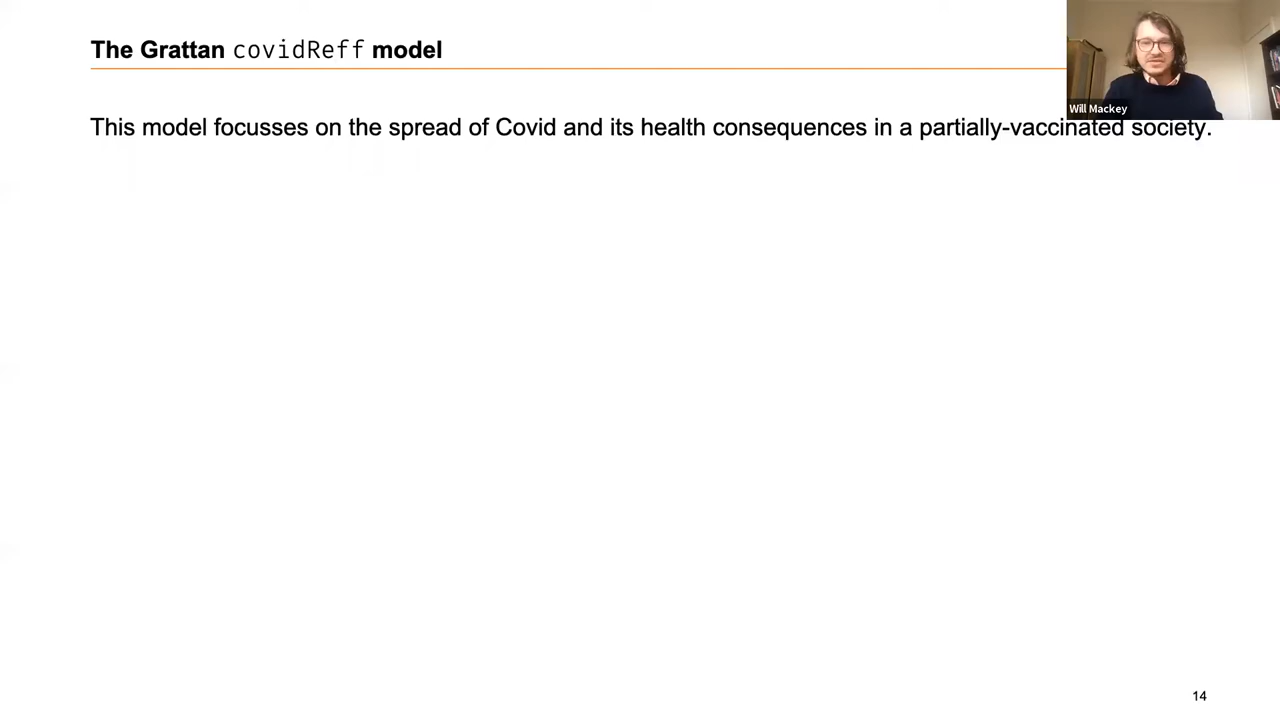 The Grattan covidReff model
Will Mackey
This model focusses on the spread of Covid and its health consequences in a partially-vaccinated society.
14